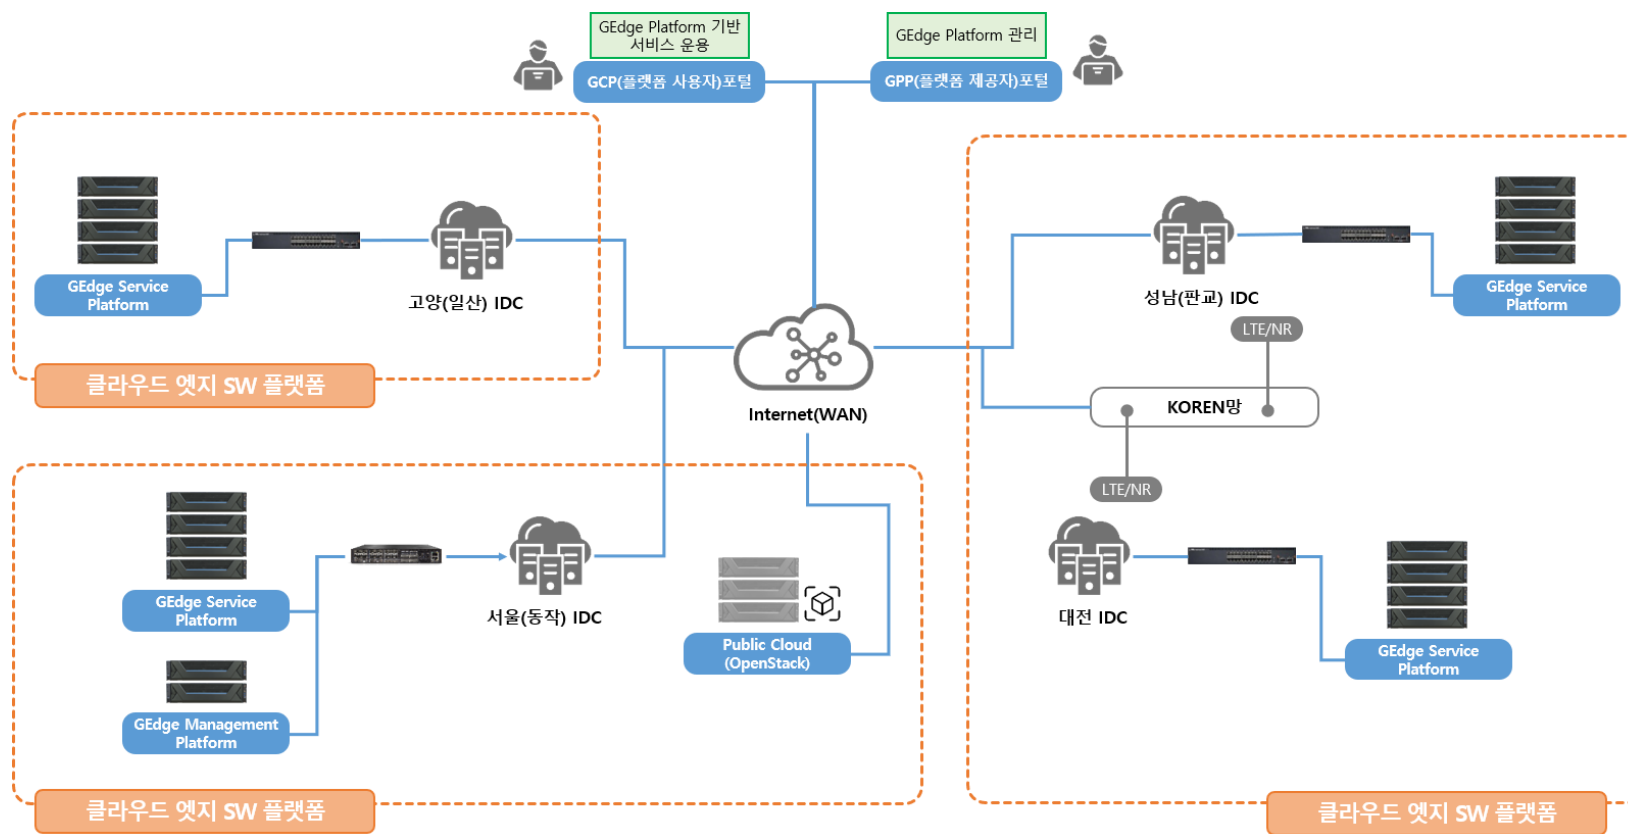 GEdge Platform 기반
서비스 운용
GEdge Platform 관리
GCP(플랫폼 사용자)포털
GPP(플랫폼 제공자)포털
GEdge Service
Platform
고양(일산) IDC
클라우드 엣지 SW 플랫폼
Internet(WAN)
성남(판교) IDC
GEdge Service
Platform
LTE/NR
KOREN망
LTE/NR
대전 IDC
GEdge Service
Platform
클라우드 엣지 SW 플랫폼
GEdge Service
Platform
서울(동작) IDC
GEdge Management
Platform
Public Cloud
(OpenStack)
클라우드 엣지 SW 플랫폼